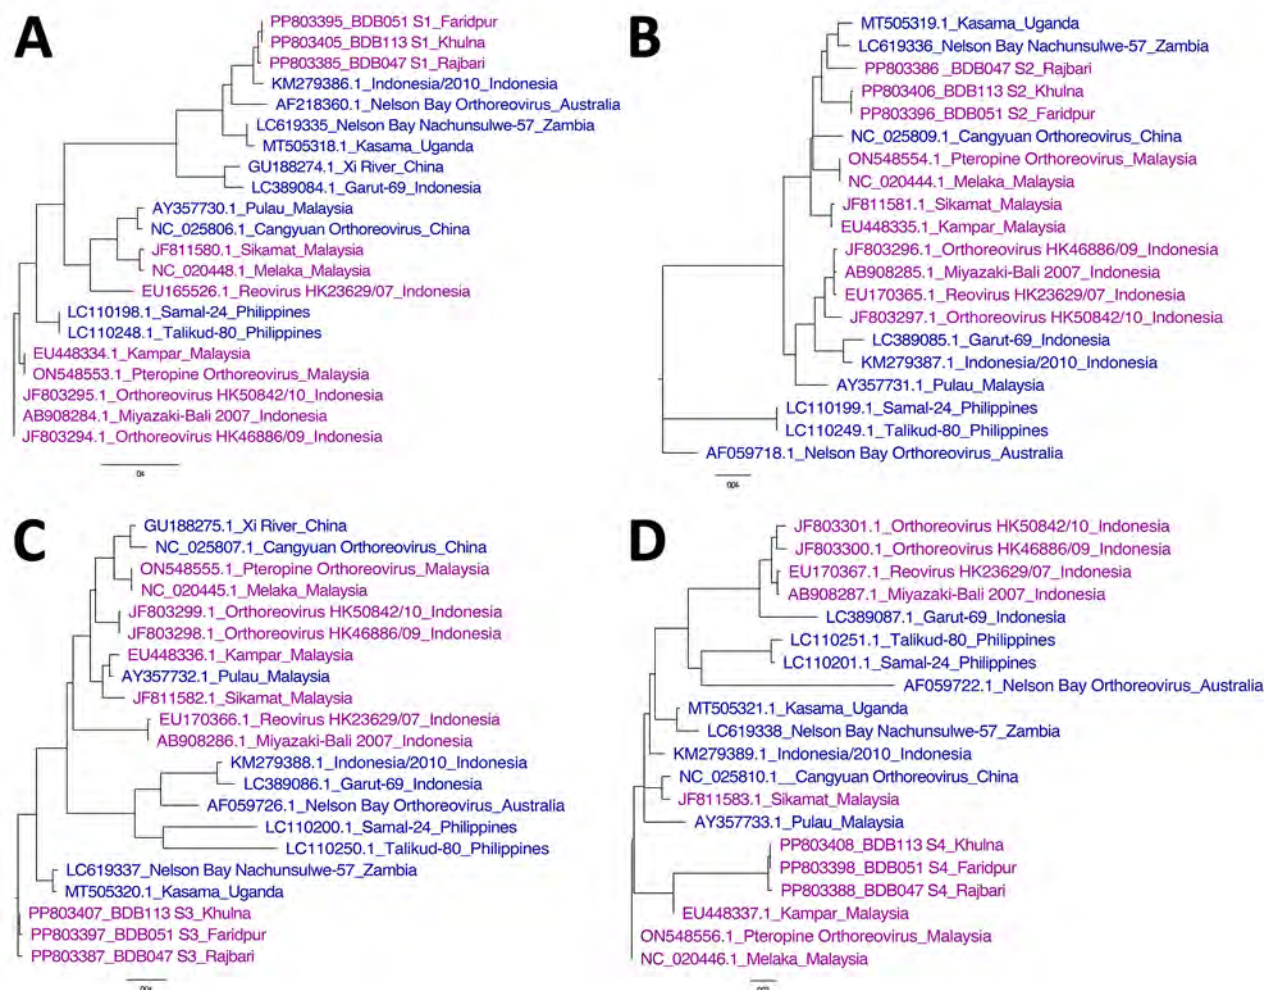 A
PP803395_BDB051 S1_Faridpur
PP803405_BDB113 S1_Khulna
PP803385_BDB047 S1_Rajbari
KM279386.1_Indonesia/2010_Indonesia
AF218360.1_Nelson Bay Orthoreovirus_Australia
LC619335_Nelson Bay Nachunsulwe-57_Zambia
MT505318.1_Kasama_Uganda
GU188274.1_Xi River_China
LC389084.1_Garut-69_Indonesia
AY357730.1_Pulau_Malaysia
NC_025806.1_Cangyuan Orthoreovirus_China
JF811580.1_Sikamat_Malaysia
NC_020448.1_Melaka_Malaysia
EU165526.1_Reovirus HK23629/07_Indonesia
LC110198.1_Samal-24_Philippines
LC110248.1_Talikud-80_Philippines
EU448334.1_Kampar_Malaysia
ON548553.1_Pteropine Orthoreovirus_Malaysia
JF803295.1_Orthoreovirus HK50842/10_Indonesia
AB908284.1_Miyazaki-Bali 2007_Indonesia
JF803294.1_Orthoreovirus HK46886/09_Indonesia
B
MT505319.1_Kasama_Uganda
LC619336_Nelson Bay Nachunsulwe-57_Zambia
PP803386 _BDB047 S2_Rajbari
PP803406_BDB113 S2_Khulna
PP803396_BDB051 S2_Faridpur
NC_025809.1_Cangyuan Orthoreovirus_China
ON548554.1_Pteropine Orthoreovirus_Malaysia
NC_020444.1_Melaka_Malaysia
JF811581.1_Sikamat_Malaysia
EU448335.1_Kampar_Malaysia
JF803296.1_Orthoreovirus HK46886/09_Indonesia
AB908285.1_Miyazaki-Bali 2007_Indonesia
EU170365.1_Reovirus HK23629/07_Indonesia
JF803297.1_Orthoreovirus HK50842/10_Indonesia
LC389085.1_Garut-69_Indonesia
KM279387.1_Indonesia/2010_Indonesia
AY357731.1_Pulau_Malaysia
LC110199.1_Samal-24_Philippines
LC110249.1_Talikud-80_Philippines
AF059718.1_Nelson Bay Orthoreovirus_Australia
C
GU188275.1_Xi River_China
NC_025807.1_Cangyuan Orthoreovirus_China
ON548555.1_Pteropine Orthoreovirus_Malaysia
NC_020445.1_Melaka_Malaysia
JF803299.1_Orthoreovirus HK50842/10_Indonesia
JF803298.1_Orthoreovirus HK46886/09_Indonesia
EU448336.1_Kampar_Malaysia
AY357732.1_Pulau_Malaysia
JF811582.1_Sikamat_Malaysia
EU170366.1_Reovirus HK23629/07_Indonesia
AB908286.1_Miyazaki-Bali 2007_Indonesia
KM279388.1_Indonesia/2010_Indonesia
LC389086.1_Garut-69_Indonesia
AF059726.1_Nelson Bay Orthoreovirus_Australia
LC110200.1_Samal-24_Philippines
LC110250.1_Talikud-80_Philippines
LC619337_Nelson Bay Nachunsulwe-57_Zambia
MT505320.1_Kasama_Uganda
PP803407_BDB113 S3_Khulna
PP803397_BDB051 S3_Faridpur
PP803387_BDB047 S3_Rajbari
D
JF803301.1_Orthoreovirus HK50842/10_Indonesia
JF803300.1_Orthoreovirus HK46886/09_Indonesia
EU170367.1_Reovirus HK23629/07_Indonesia
AB908287.1_Miyazaki-Bali 2007_Indonesia
LC389087.1_Garut-69_Indonesia
LC110251.1_Talikud-80_Philippines
LC110201.1_Samal-24_Philippines
AF059722.1_Nelson Bay Orthoreovirus_Australia
MT505321.1_Kasama_Uganda
LC619338_Nelson Bay Nachunsulwe-57_Zambia
KM279389.1_Indonesia/2010_Indonesia
NC_025810.1__Cangyuan Orthoreovirus_China
JF811583.1_Sikamat_Malaysia
AY357733.1_Pulau_Malaysia
PP803408_BDB113 S4_Khulna
PP803398_BDB051 S4_Faridpur
PP803388_BDB047 S4_Rajbari
EU448337.1_Kampar_Malaysia
ON548556.1_Pteropine Orthoreovirus_Malaysia
NC_020446.1_Melaka_Malaysia